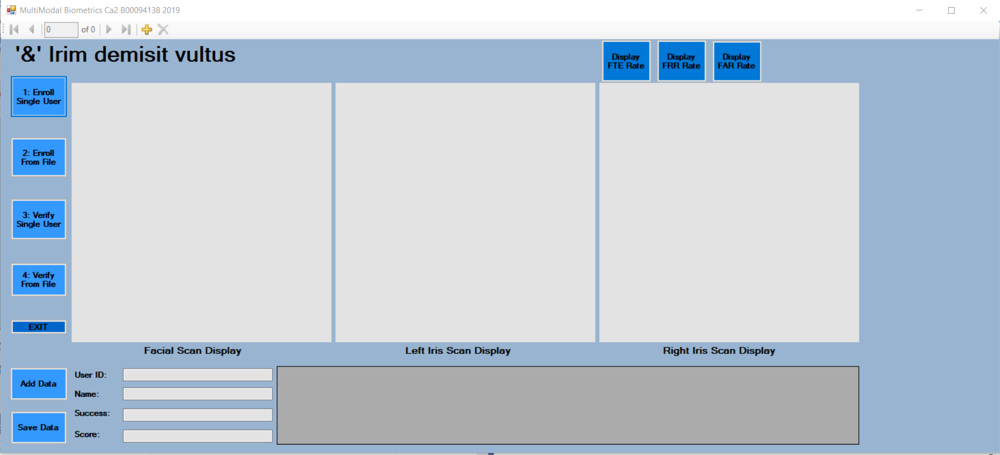 MultiModal Biometrics Ca2 B00094138 2019
0 of 0
'&' Irim demisit vultus
Display
FTE Rate
Display
FRR Rate
Display
FAR Rate
1: Enroll
Single User
2: Enroll
From File
3: Verify
Single User
4: Verify
From File
EXIT
Facial Scan Display
Left Iris Scan Display
Right Iris Scan Display
Add Data
Save Data
User ID:
Name:
Success:
Score: